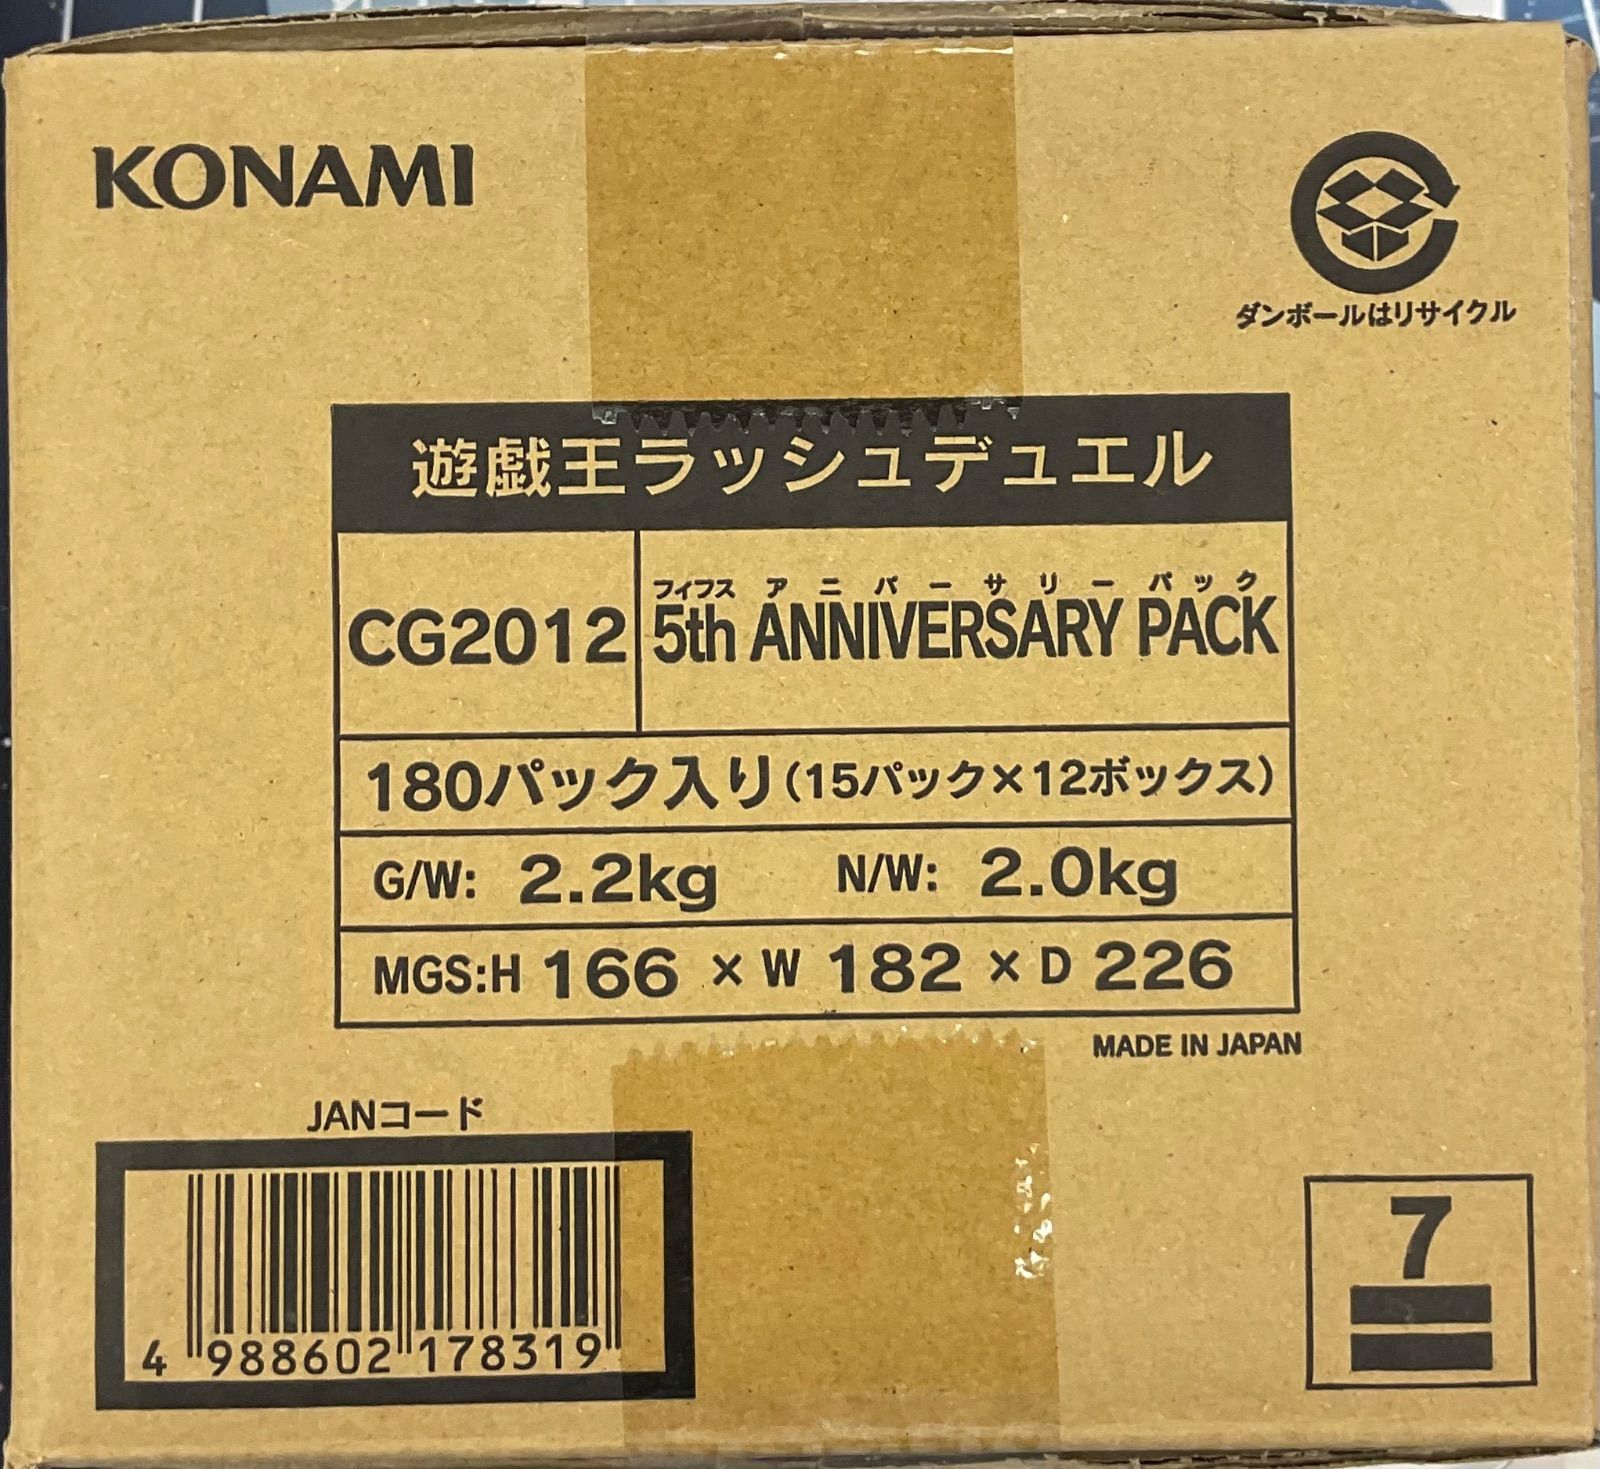 KONAMI
ダンボールはリサイクル
遊戯王ラッシュデュエル
CG2012
フィフス アニバーサリーパック
5th ANNIVERSARY PACK
180パック入り(15パック×12ボックス)
G/W: 2.2kg N/W: 2.0kg
MGS:H 166 × W 182 × D 226
MADE IN JAPAN
JANコード
4 988602 178319
7